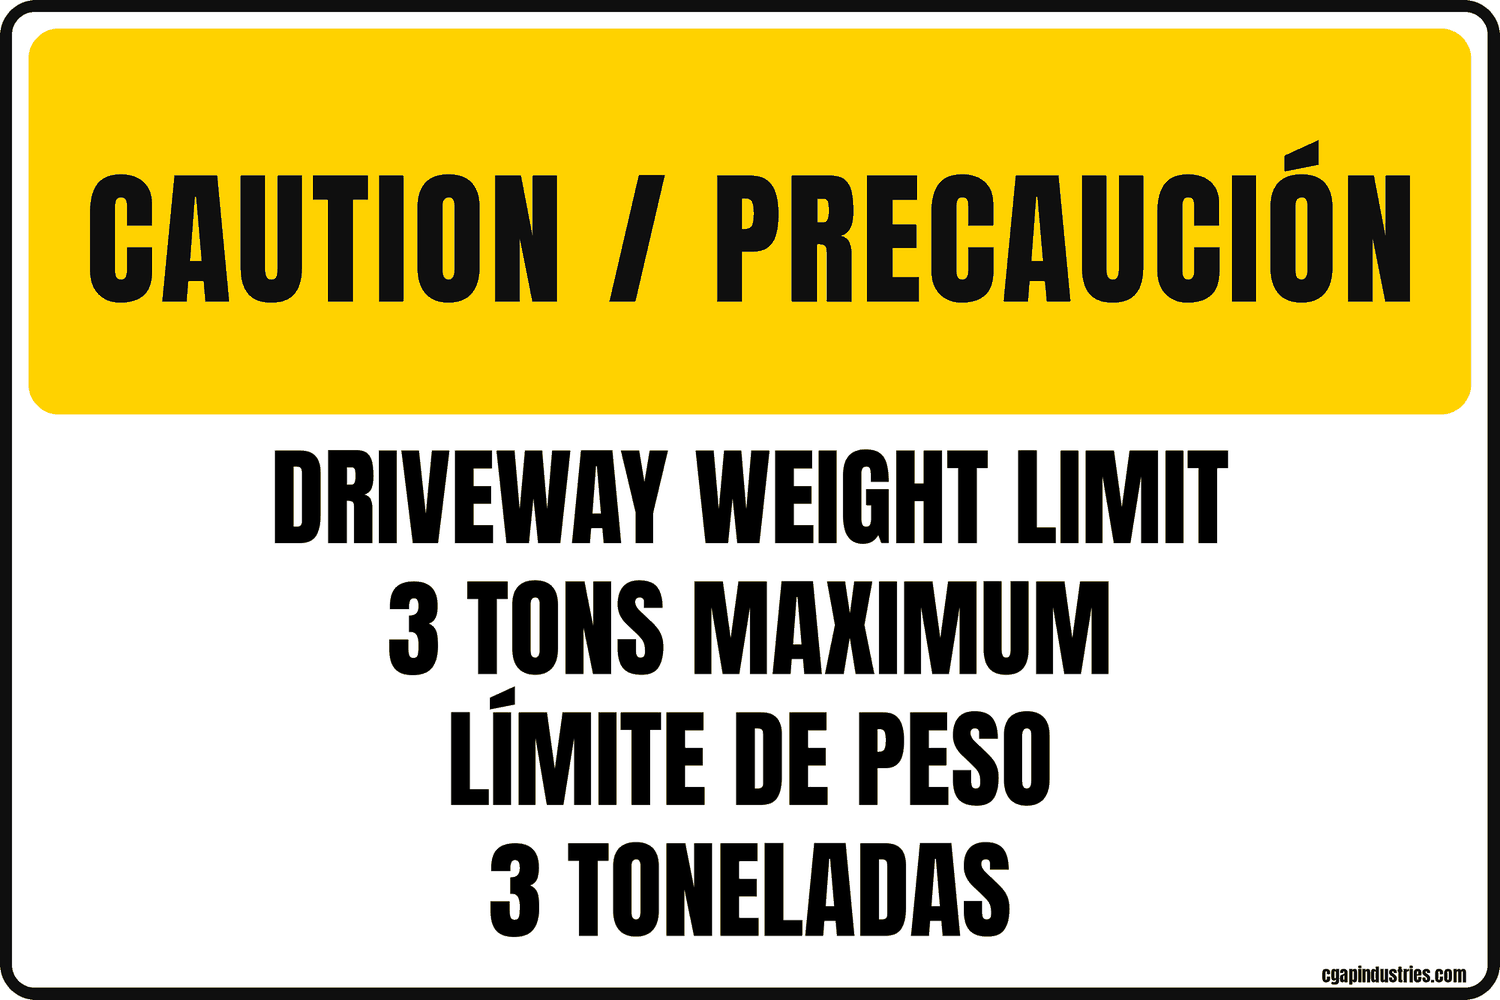 CAUTION / PRECAUCIÓN
DRIVEWAY WEIGHT LIMIT
3 TONS MAXIMUM
LÍMITE DE PESO
3 TONELADAS
cgapindustries.com